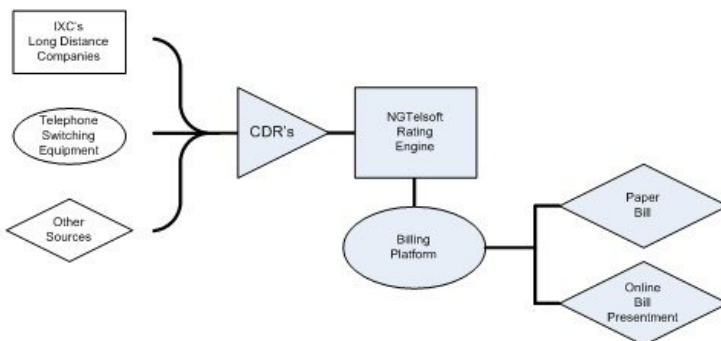 IXC's
Long Distance
Companies
Telephone
Switching
Equipment
Other
Sources
CDR's
NGTelsoft
Rating
Engine
Billing
Platform
Paper
Bill
Online
Bill
Presentment